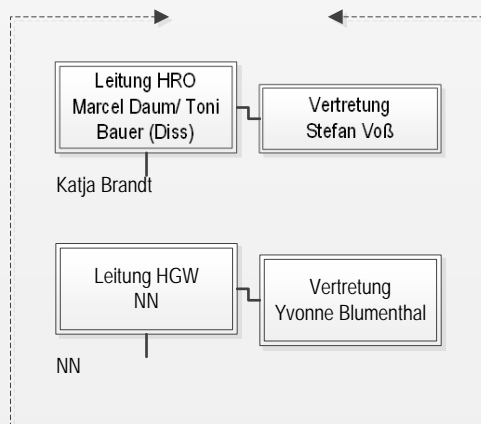 Leitung HRO
Marcel Daum/ Toni
Bauer (Diss)
Vertretung
Stefan Voß
Katja Brandt
Leitung HGW
NN
Vertretung
Yvonne Blumenthal
NN